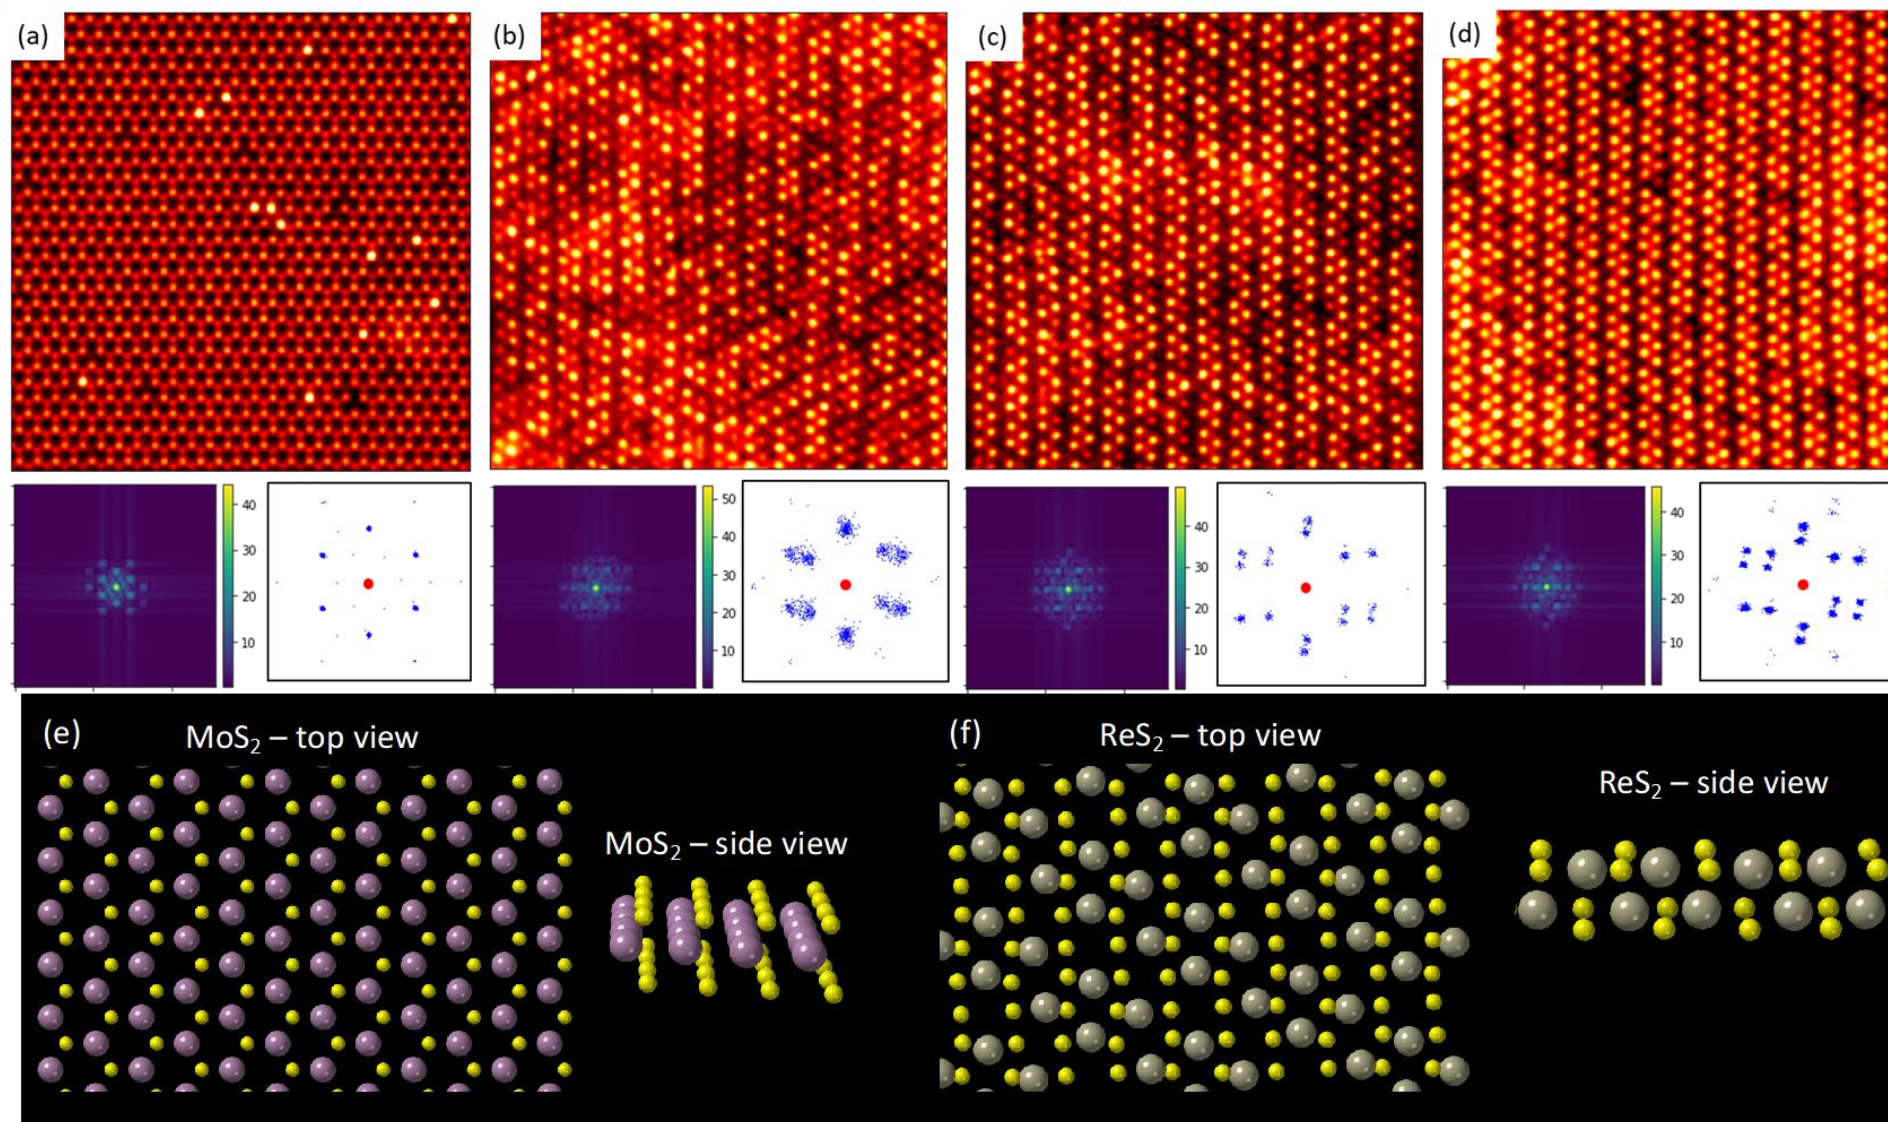 (a)
(b)
(c)
(d)
40
30
20
10
50
40
30
20
10
40
30
20
10
40
30
20
10
(e)
MoS₂ – top view
MoS₂ – side view
(f)
ReS₂ – top view
ReS₂ – side view